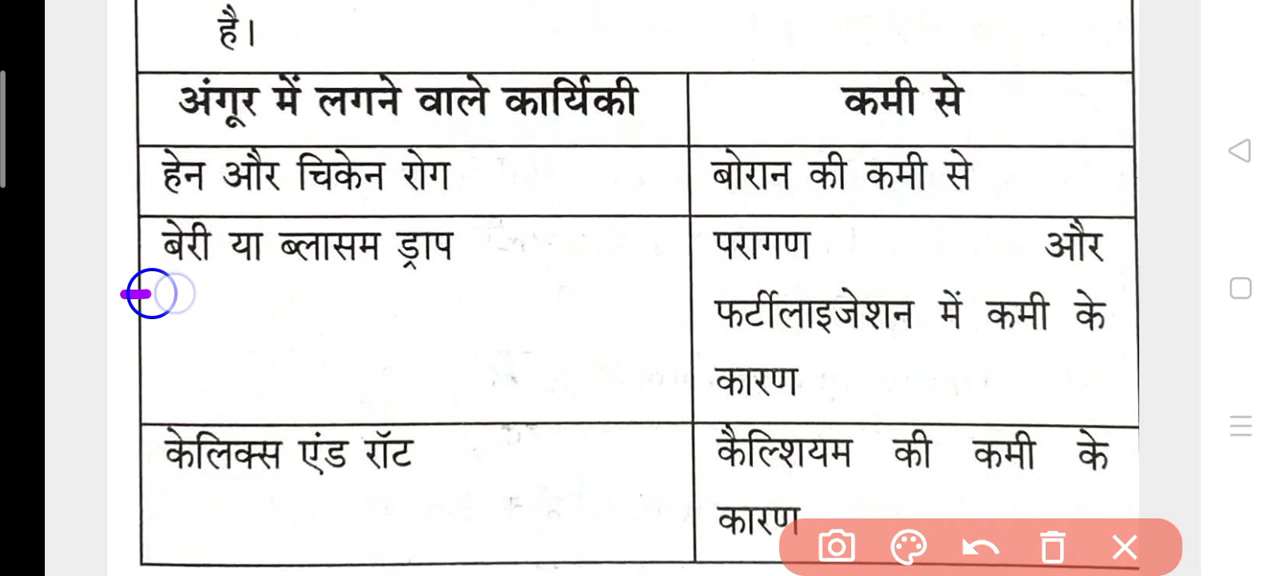 है।
अंगूर में लगने वाले कार्यिकी कमी से
हेन और चिकेन रोग बोरान की कमी से
बेरी या ब्लासम ड्राप परागण और
फर्टीलाइजेशन में कमी के
कारण
केलिक्स एंड रॉट कैल्शियम की कमी के
कारण